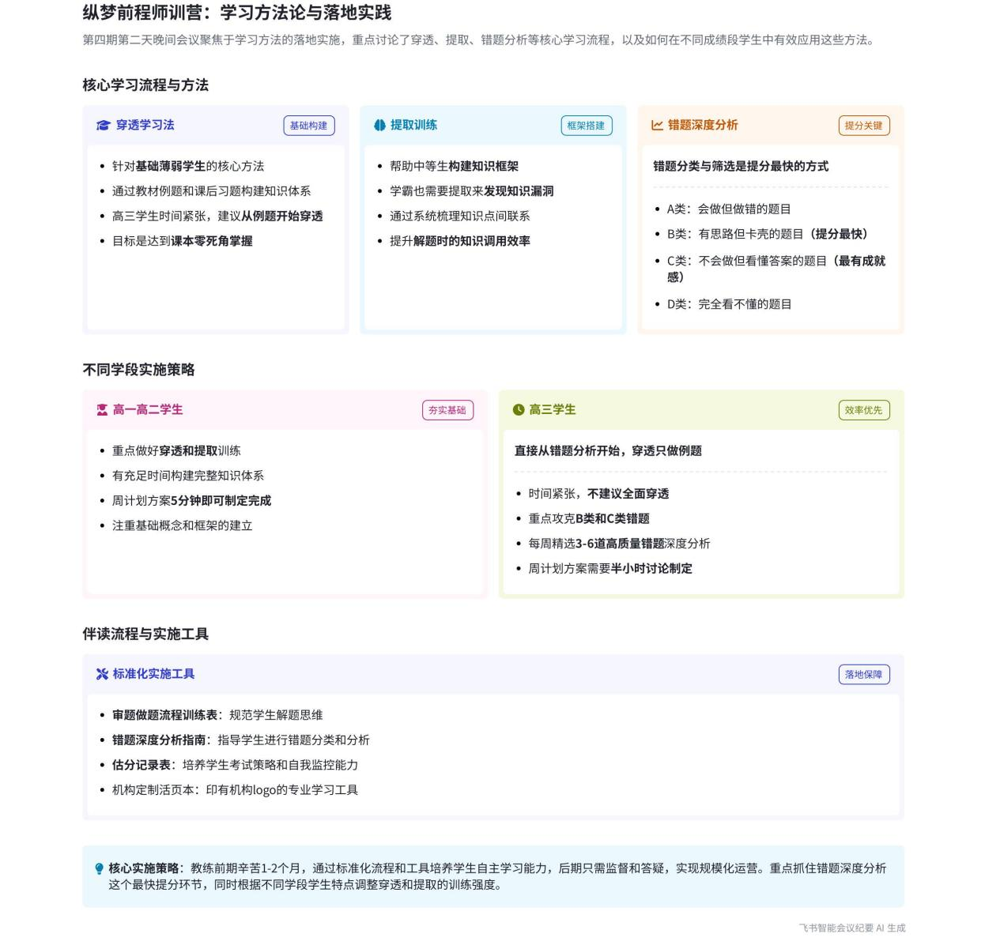 纵梦前程师训营：学习方法论与落地实践
第四期第二天晚间会议聚焦于学习方法的落地实施，重点讨论了穿透、提取、错题分析等核心学习流程，以及如何在不同成绩段学生中有效应用这些方法。
核心学习流程与方法
穿透学习法
基础构建
针对基础薄弱学生的核心方法
通过教材例题和课后习题构建知识体系
高三学生时间紧张，建议从例题开始穿透
目标是达到课本零死角掌握
提取训练
框架搭建
帮助中等生构建知识框架
学霸也需要提取来发现知识漏洞
通过系统梳理知识点间联系
提升解题时的知识调用效率
错题深度分析
提分关键
错题分类与筛选是提分最快的方式
A类：会做但做错的题目
B类：有思路但卡壳的题目（提分最快）
C类：不会做但看懂答案的题目（最有成就
感）
D类：完全看不懂的题目
不同学段实施策略
高一高二学生
夯实基础
重点做好穿透和提取训练
有充足时间构建完整知识体系
周计划方案5分钟即可制定完成
注重基础概念和框架的建立
高三学生
效率优先
直接从错题分析开始，穿透只做例题
时间紧张，不建议全面穿透
重点攻克B类和C类错题
每周精选3-6道高质量错题深度分析
周计划方案需要半小时讨论制定
伴读流程与实施工具
标准化实施工具
落地保障
审题做题流程训练表：规范学生解题思维
错题深度分析指南：指导学生进行错题分类和分析
估分记录表：培养学生考试策略和自我监控能力
机构定制活页本：印有机构logo的专业学习工具
核心实施策略：教练前期辛苦1-2个月，通过标准化流程和工具培养学生自主学习能力，后期只需监督和答疑，实现规模化运营。重点抓住错题深度分析
这个最快提分环节，同时根据不同学段学生特点调整穿透和提取的训练强度。
飞书智能会议纪要 AI 生成